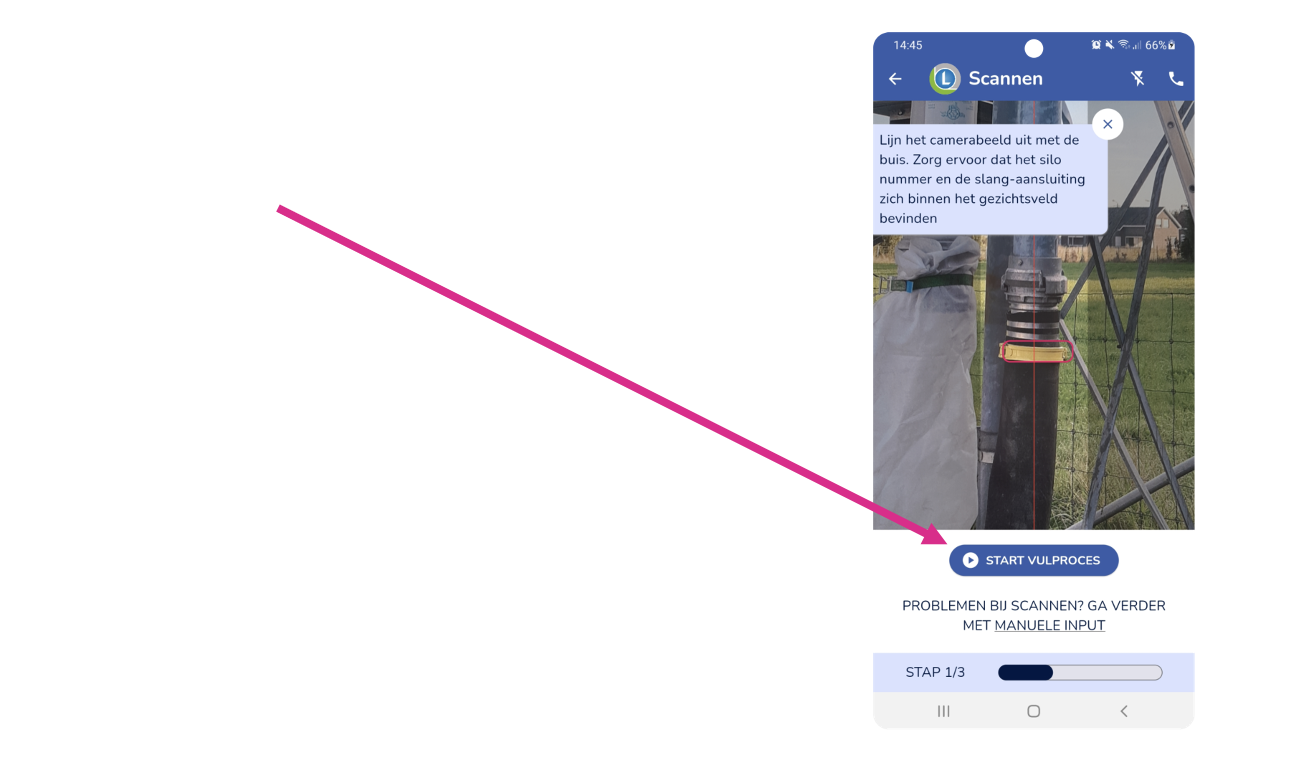 14:45
66%
Scannen
Lijn het camerabeeld uit met de
buis. Zorg ervoor dat het silo
nummer en de slang-aansluiting
zich binnen het gezichtsveld
bevinden
START VULPROCES
PROBLEMEN BIJ SCANNEN? GA VERDER
MET MANUELE INPUT
STAP 1/3